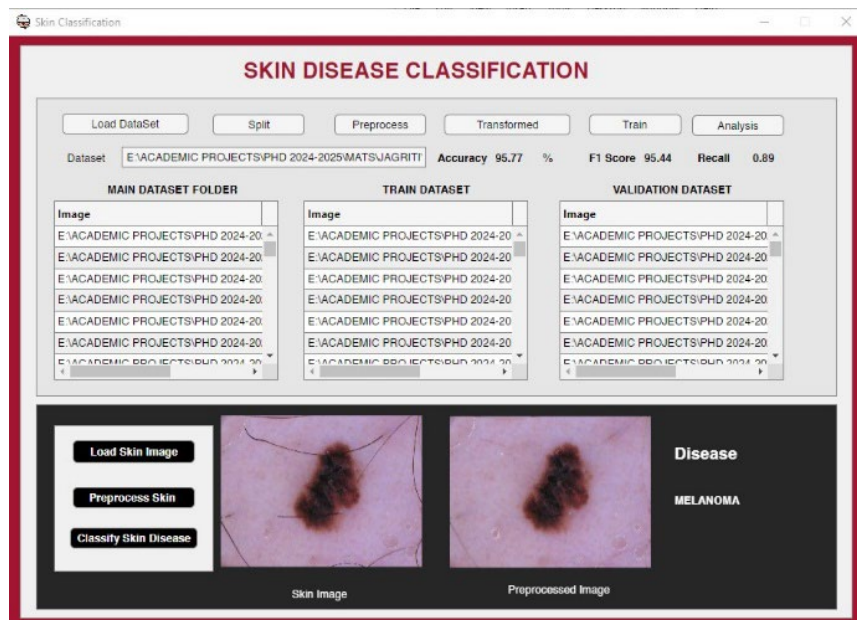 Skin Classification
SKIN DISEASE CLASSIFICATION
Load DataSet Split Preprocess Transformed Train Analysis
Dataset E:\ACADEMIC PROJECTS\PHD 2024-2025\MATS\JAGRITI Accuracy 95.77 % F1 Score 95.44 Recall 0.89
MAIN DATASET FOLDER TRAIN DATASET VALIDATION DATASET
Image Image Image
E:\ACADEMIC PROJECTS\PHD 2024-20 E:\ACADEMIC PROJECTS\PHD 2024-20 E:\ACADEMIC PROJECTS\PHD 2024-20
E:\ACADEMIC PROJECTS\PHD 2024-20 E:\ACADEMIC PROJECTS\PHD 2024-20 E:\ACADEMIC PROJECTS\PHD 2024-20
E:\ACADEMIC PROJECTS\PHD 2024-20 E:\ACADEMIC PROJECTS\PHD 2024-20 E:\ACADEMIC PROJECTS\PHD 2024-20
E:\ACADEMIC PROJECTS\PHD 2024-20 E:\ACADEMIC PROJECTS\PHD 2024-20 E:\ACADEMIC PROJECTS\PHD 2024-20
E:\ACADEMIC PROJECTS\PHD 2024-20 E:\ACADEMIC PROJECTS\PHD 2024-20 E:\ACADEMIC PROJECTS\PHD 2024-20
E:\ACADEMIC PROJECTS\PHD 2024-20 E:\ACADEMIC PROJECTS\PHD 2024-20 E:\ACADEMIC PROJECTS\PHD 2024-20
Load Skin Image
Preprocess Skin
Classify Skin Disease
Disease
MELANOMA
Skin Image Preprocessed Image